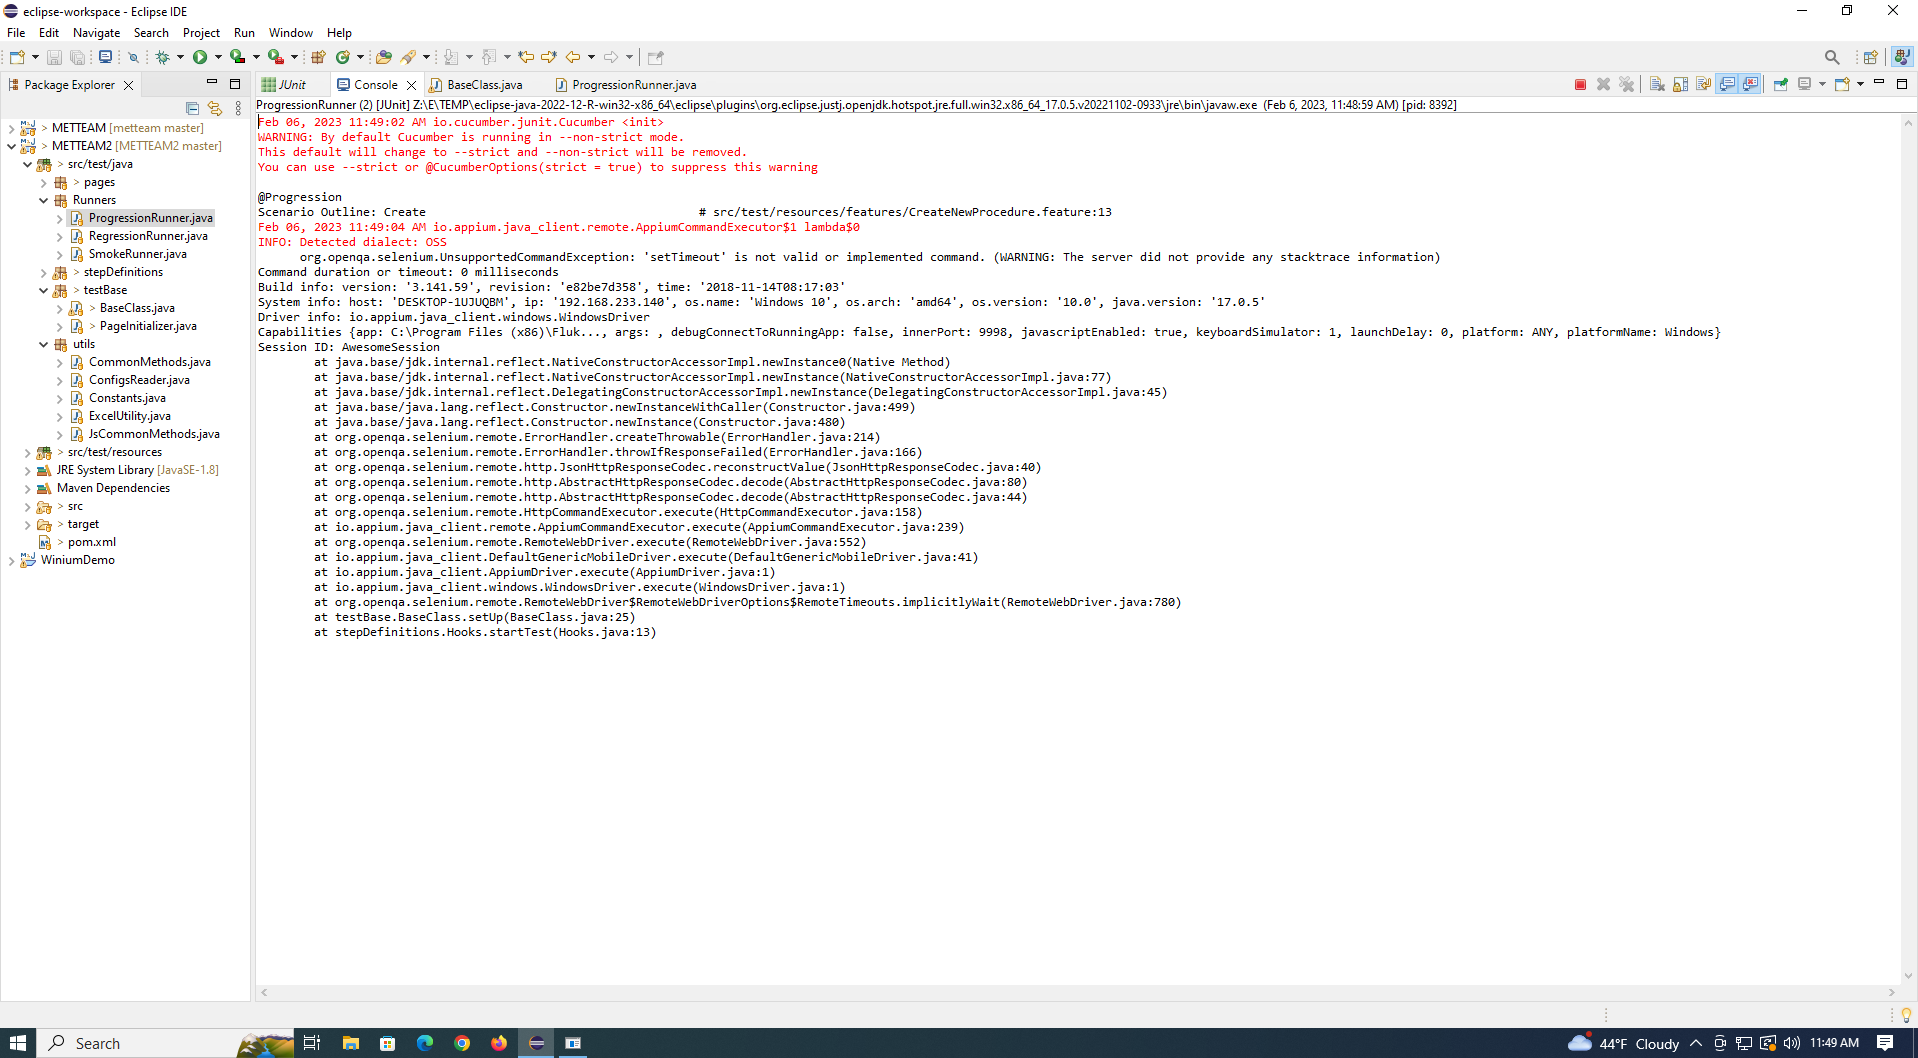 eclipse-workspace - Eclipse IDE
File Edit Navigate Search Project Run Window Help
Package Explorer
JUnit
Console
BaseClass.java
ProgressionRunner.java
ProgressionRunner (2) [JUnit] Z:\E\TEMP\eclipse-java-2022-12-R-win32-x86_64\eclipse\plugins\org.eclipse.justj.openjdk.hotspot.jre.full.win32.x86_64_17.0.5.v20221102-0933\jre\bin\javaw.exe (Feb 6, 2023, 11:48:59 AM) [pid: 8392]
> METTEAM [metteam master]
> METTEAM2 [METTEAM2 master]
> src/test/java
> pages
Runners
ProgressionRunner.java
RegressionRunner.java
SmokeRunner.java
> stepDefinitions
> testBase
> BaseClass.java
> PageInitializer.java
utils
CommonMethods.java
ConfigsReader.java
Constants.java
ExcelUtility.java
JsCommonMethods.java
> src/test/resources
JRE System Library [JavaSE-1.8]
Maven Dependencies
> src
> target
> pom.xml
WiniumDemo
Feb 06, 2023 11:49:02 AM io.cucumber.junit.Cucumber <init>
WARNING: By default Cucumber is running in --non-strict mode.
This default will change to --strict and --non-strict will be removed.
You can use --strict or @CucumberOptions(strict = true) to suppress this warning
@Progression
Scenario Outline: Create # src/test/resources/features/CreateNewProcedure.feature:13
Feb 06, 2023 11:49:04 AM io.appium.java_client.remote.AppiumCommandExecutor$1 lambda$0
INFO: Detected dialect: OSS
org.openqa.selenium.UnsupportedCommandException: 'setTimeout' is not valid or implemented command. (WARNING: The server did not provide any stacktrace information)
Command duration or timeout: 0 milliseconds
Build info: version: '3.141.59', revision: 'e82be7d358', time: '2018-11-14T08:17:03'
System info: host: 'DESKTOP-1UJUQBM', ip: '192.168.233.140', os.name: 'Windows 10', os.arch: 'amd64', os.version: '10.0', java.version: '17.0.5'
Driver info: io.appium.java_client.windows.WindowsDriver
Capabilities {app: C:\Program Files (x86)\Fluk..., args: , debugConnectToRunningApp: false, innerPort: 9998, javascriptEnabled: true, keyboardSimulator: 1, launchDelay: 0, platform: ANY, platformName: Windows}
Session ID: AwesomeSession
at java.base/jdk.internal.reflect.NativeConstructorAccessorImpl.newInstance0(Native Method)
at java.base/jdk.internal.reflect.NativeConstructorAccessorImpl.newInstance(NativeConstructorAccessorImpl.java:77)
at java.base/jdk.internal.reflect.DelegatingConstructorAccessorImpl.newInstance(DelegatingConstructorAccessorImpl.java:45)
at java.base/java.lang.reflect.Constructor.newInstanceWithCaller(Constructor.java:499)
at java.base/java.lang.reflect.Constructor.newInstance(Constructor.java:480)
at org.openqa.selenium.remote.ErrorHandler.createThrowable(ErrorHandler.java:214)
at org.openqa.selenium.remote.ErrorHandler.throwIfResponseFailed(ErrorHandler.java:166)
at org.openqa.selenium.remote.http.JsonHttpResponseCodec.reconstructValue(JsonHttpResponseCodec.java:40)
at org.openqa.selenium.remote.http.AbstractHttpResponseCodec.decode(AbstractHttpResponseCodec.java:80)
at org.openqa.selenium.remote.http.AbstractHttpResponseCodec.decode(AbstractHttpResponseCodec.java:44)
at org.openqa.selenium.remote.HttpCommandExecutor.execute(HttpCommandExecutor.java:158)
at io.appium.java_client.remote.AppiumCommandExecutor.execute(AppiumCommandExecutor.java:239)
at org.openqa.selenium.remote.RemoteWebDriver.execute(RemoteWebDriver.java:552)
at io.appium.java_client.DefaultGenericMobileDriver.execute(DefaultGenericMobileDriver.java:41)
at io.appium.java_client.AppiumDriver.execute(AppiumDriver.java:1)
at io.appium.java_client.windows.WindowsDriver.execute(WindowsDriver.java:1)
at org.openqa.selenium.remote.RemoteWebDriver$RemoteWebDriverOptions$RemoteTimeouts.implicitlyWait(RemoteWebDriver.java:780)
at testBase.BaseClass.setUp(BaseClass.java:25)
at stepDefinitions.Hooks.startTest(Hooks.java:13)
Search
44°F Cloudy
11:49 AM